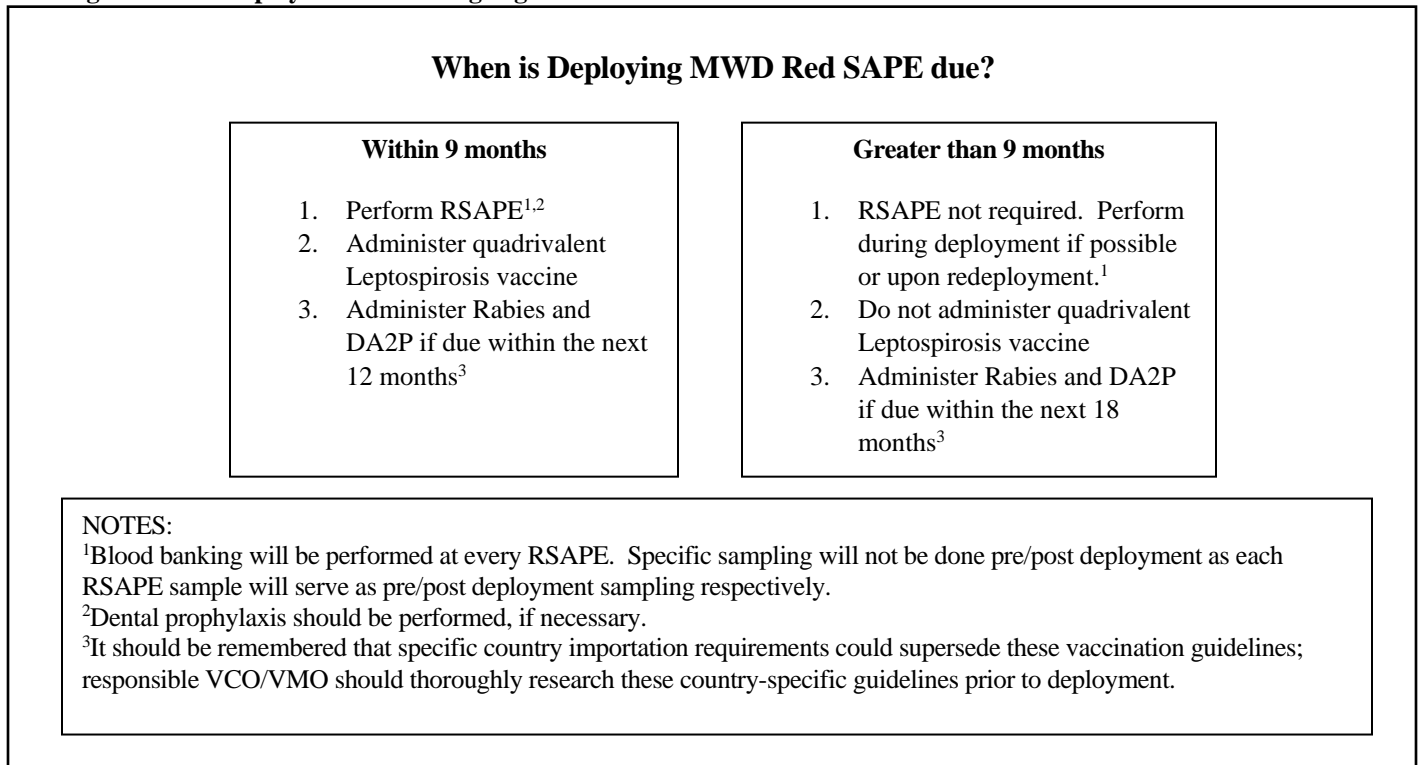 When is Deploying MWD Red SAPE due?
Within 9 months
1. Perform RSAPE1,2
2. Administer quadrivalent
Leptospirosis vaccine
3. Administer Rabies and
DA2P if due within the next
12 months3
Greater than 9 months
1. RSAPE not required.  Perform
during deployment if possible
or upon redeployment.1
2. Do not administer quadrivalent
Leptospirosis vaccine
3. Administer Rabies and DA2P
if due within the next 18
months3
NOTES:
1Blood banking will be performed at every RSAPE.  Specific sampling will not be done pre/post deployment as each
RSAPE sample will serve as pre/post deployment sampling respectively.
2Dental prophylaxis should be performed, if necessary.
3It should be remembered that specific country importation requirements could supersede these vaccination guidelines;
responsible VCO/VMO should thoroughly research these country-specific guidelines prior to deployment.